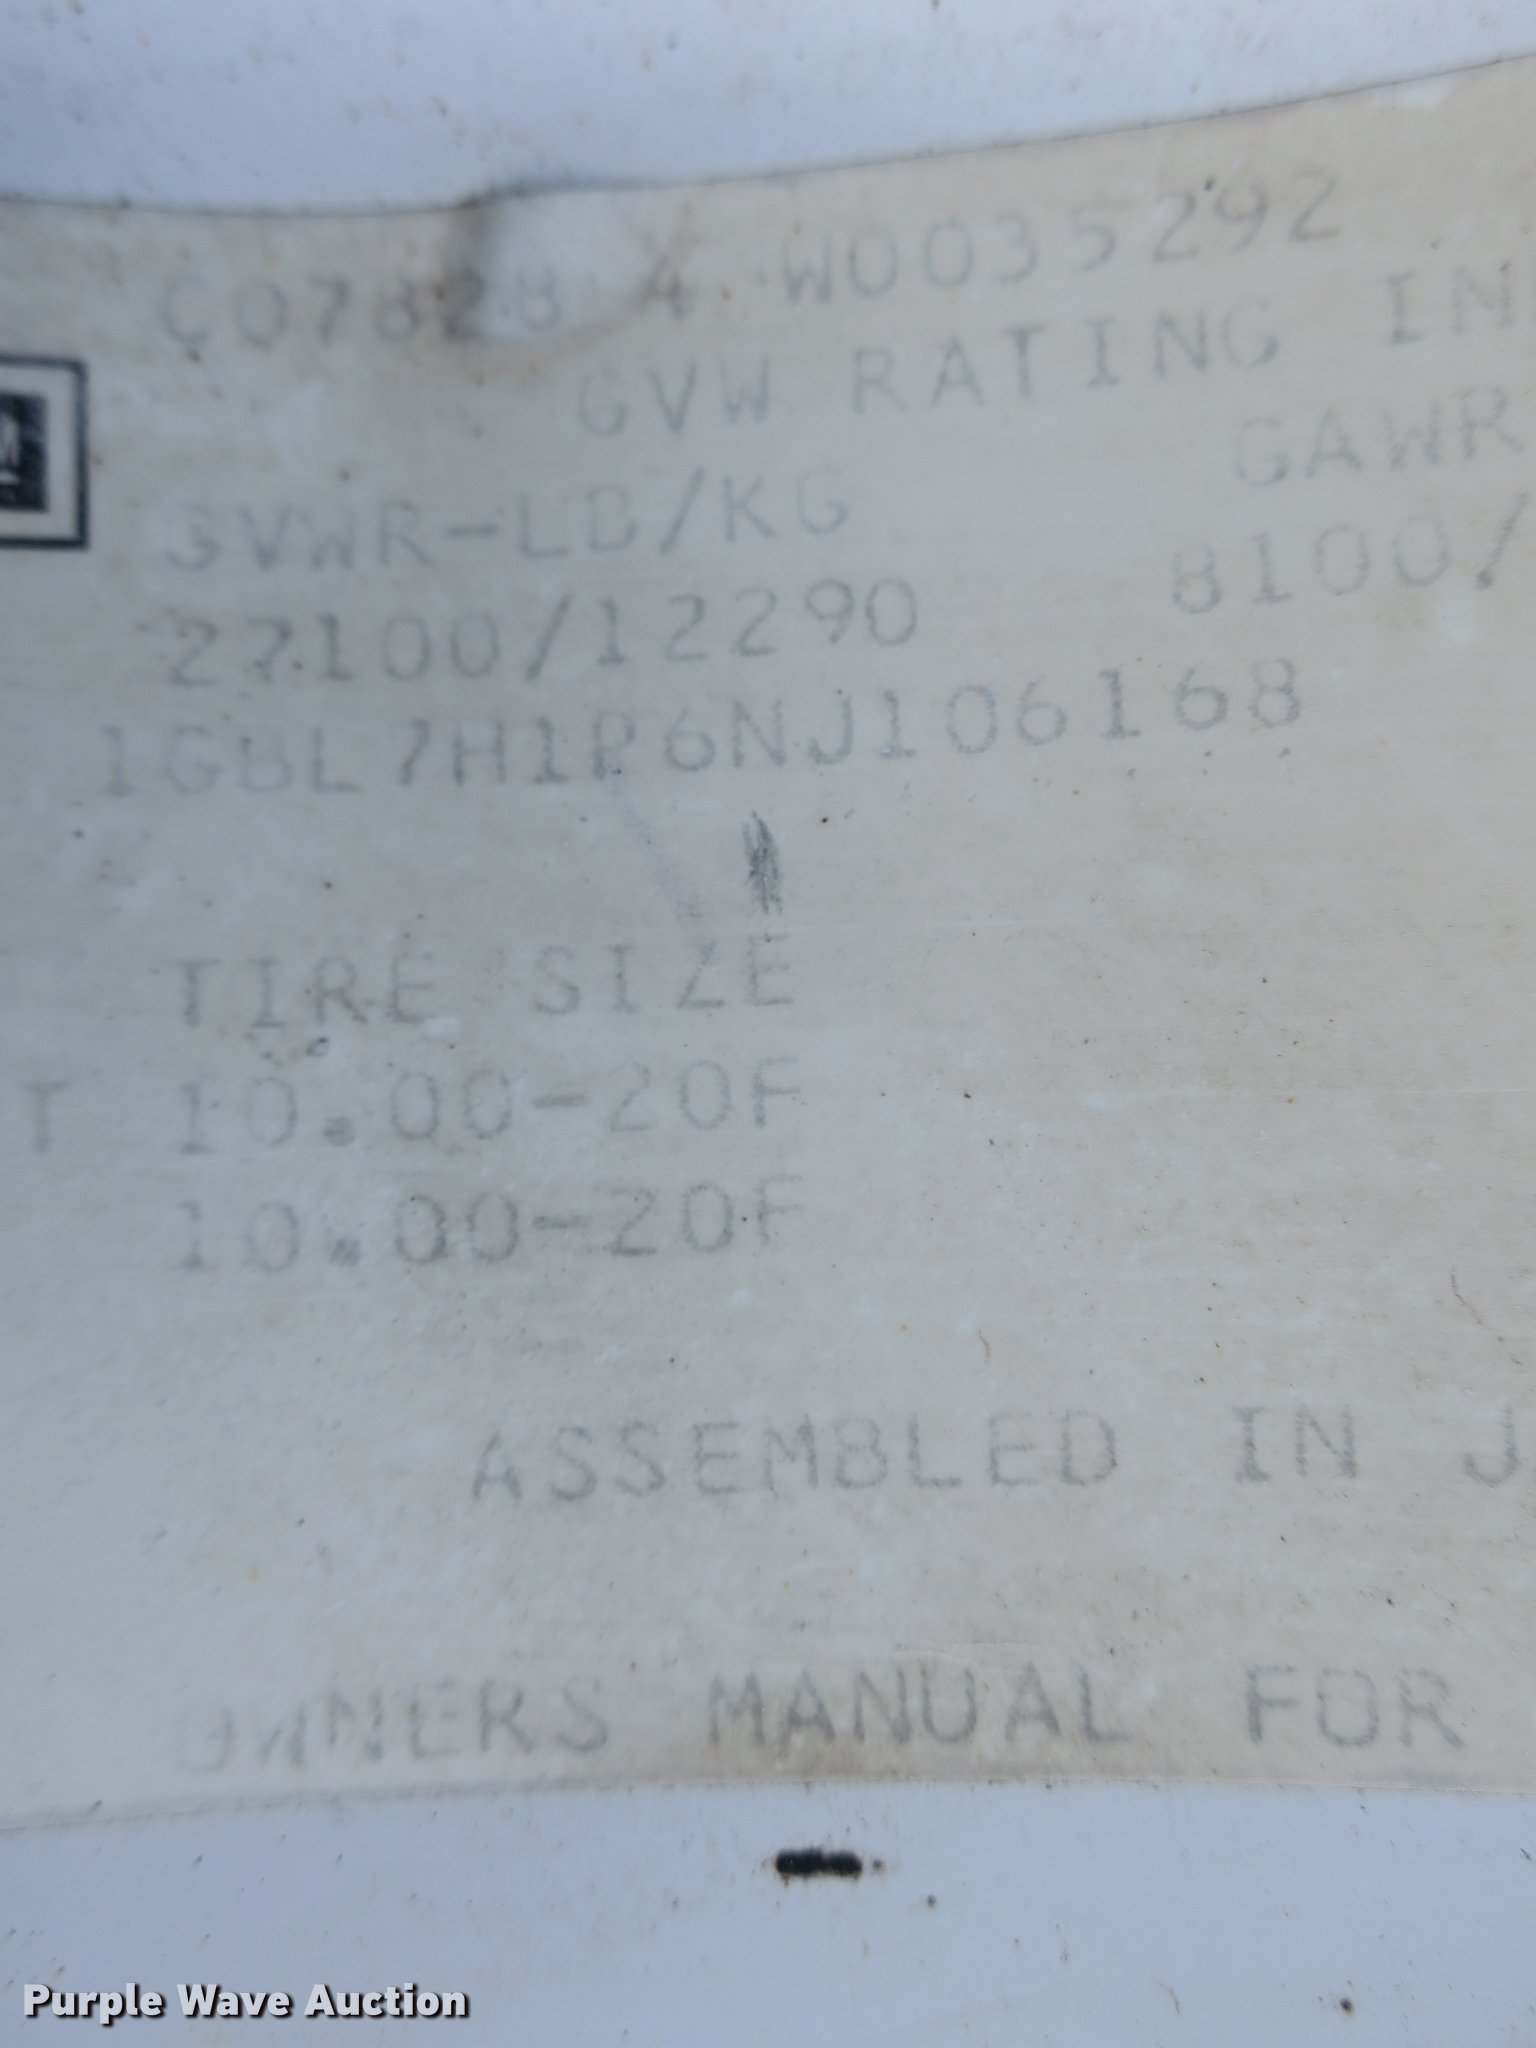 C07828 4 W0035292
GVW RATING IN
GVWR-LB/KG GAWR
27100/12290 8100/
1GBL7H1P6NJ106168
TIRE SIZE
T 10.00-20F
10.00-20F
ASSEMBLED IN J
OWNERS MANUAL FOR
Purple Wave Auction